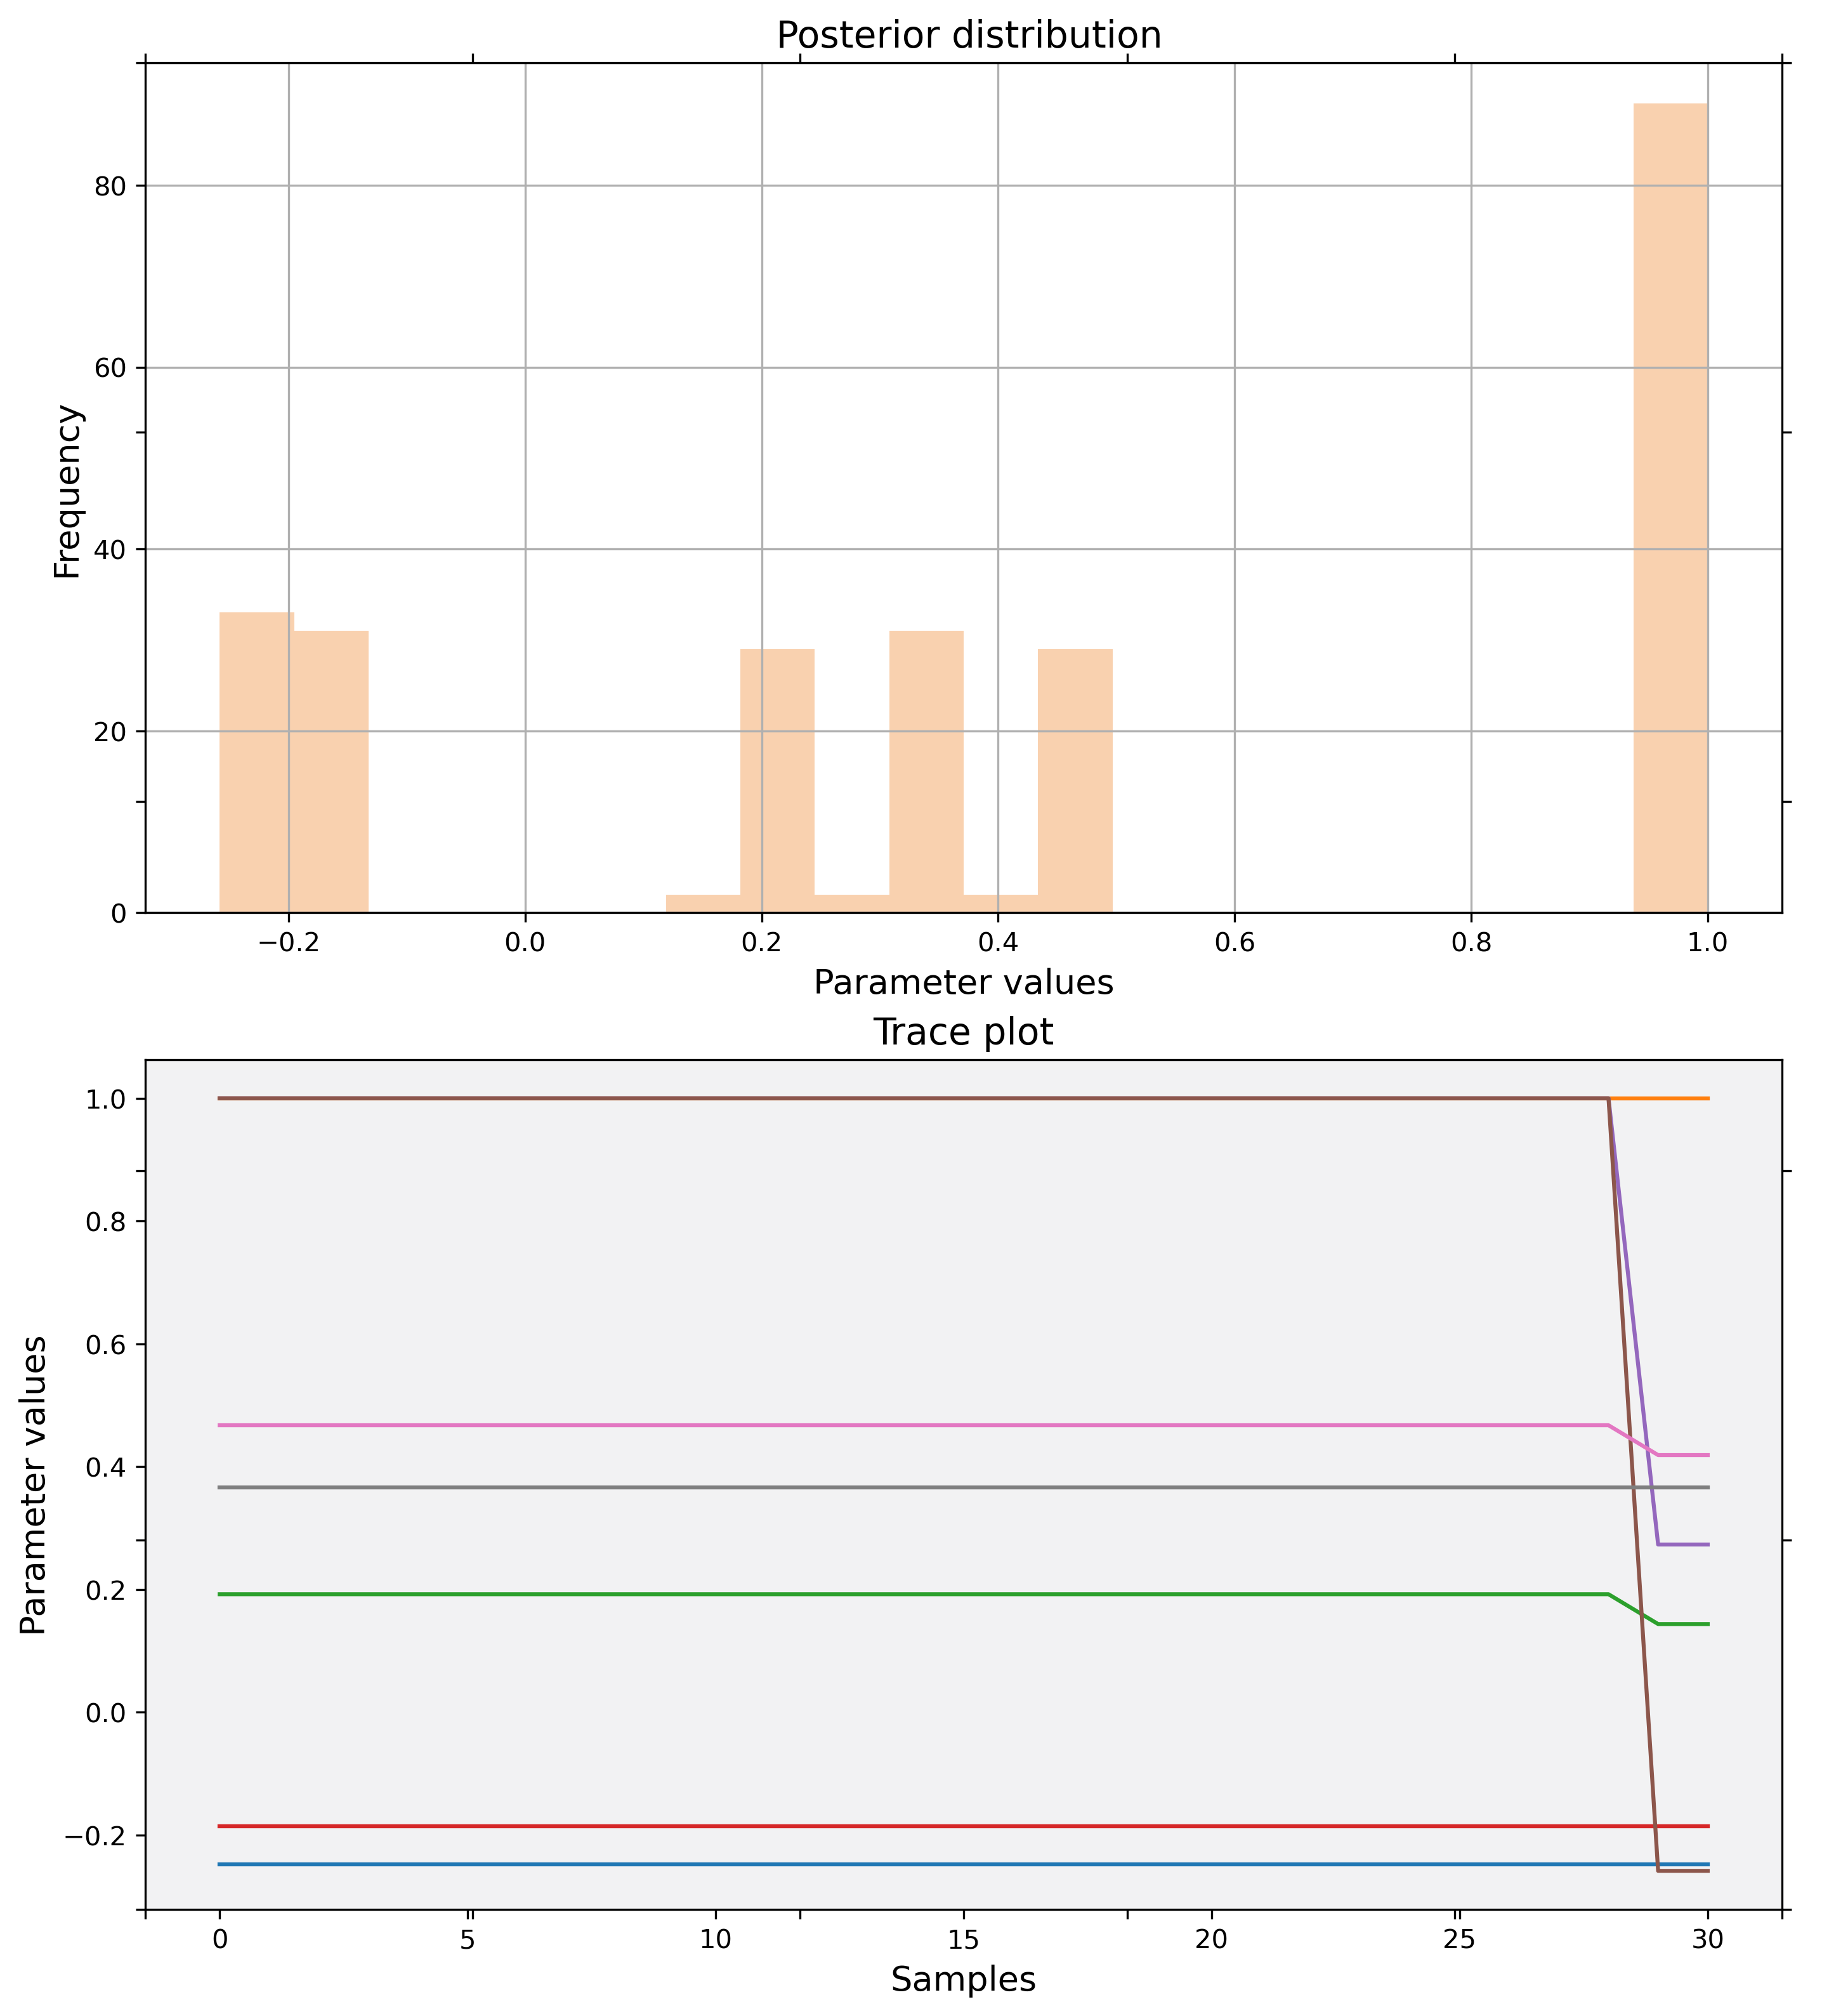 Posterior distribution
80
60
40
20
0
Frequency
−0.2 0.0 0.2 0.4 0.6 0.8 1.0
Parameter values
Trace plot
1.0
0.8
0.6
0.4
0.2
0.0
−0.2
Parameter values
0 5 10 15 20 25 30
Samples